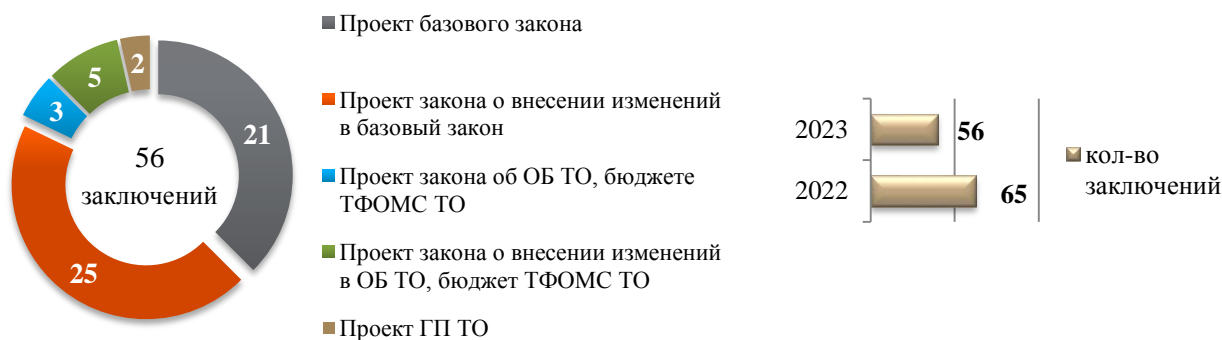 2
5
3
21
56
заключений
25
Проект базового закона
Проект закона о внесении изменений
в базовый закон
Проект закона об ОБ ТО, бюджете
ТФОМС ТО
Проект закона о внесении изменений
в ОБ ТО, бюджет ТФОМС ТО
Проект ГП ТО
2023
56
2022
65
кол-во
заключений